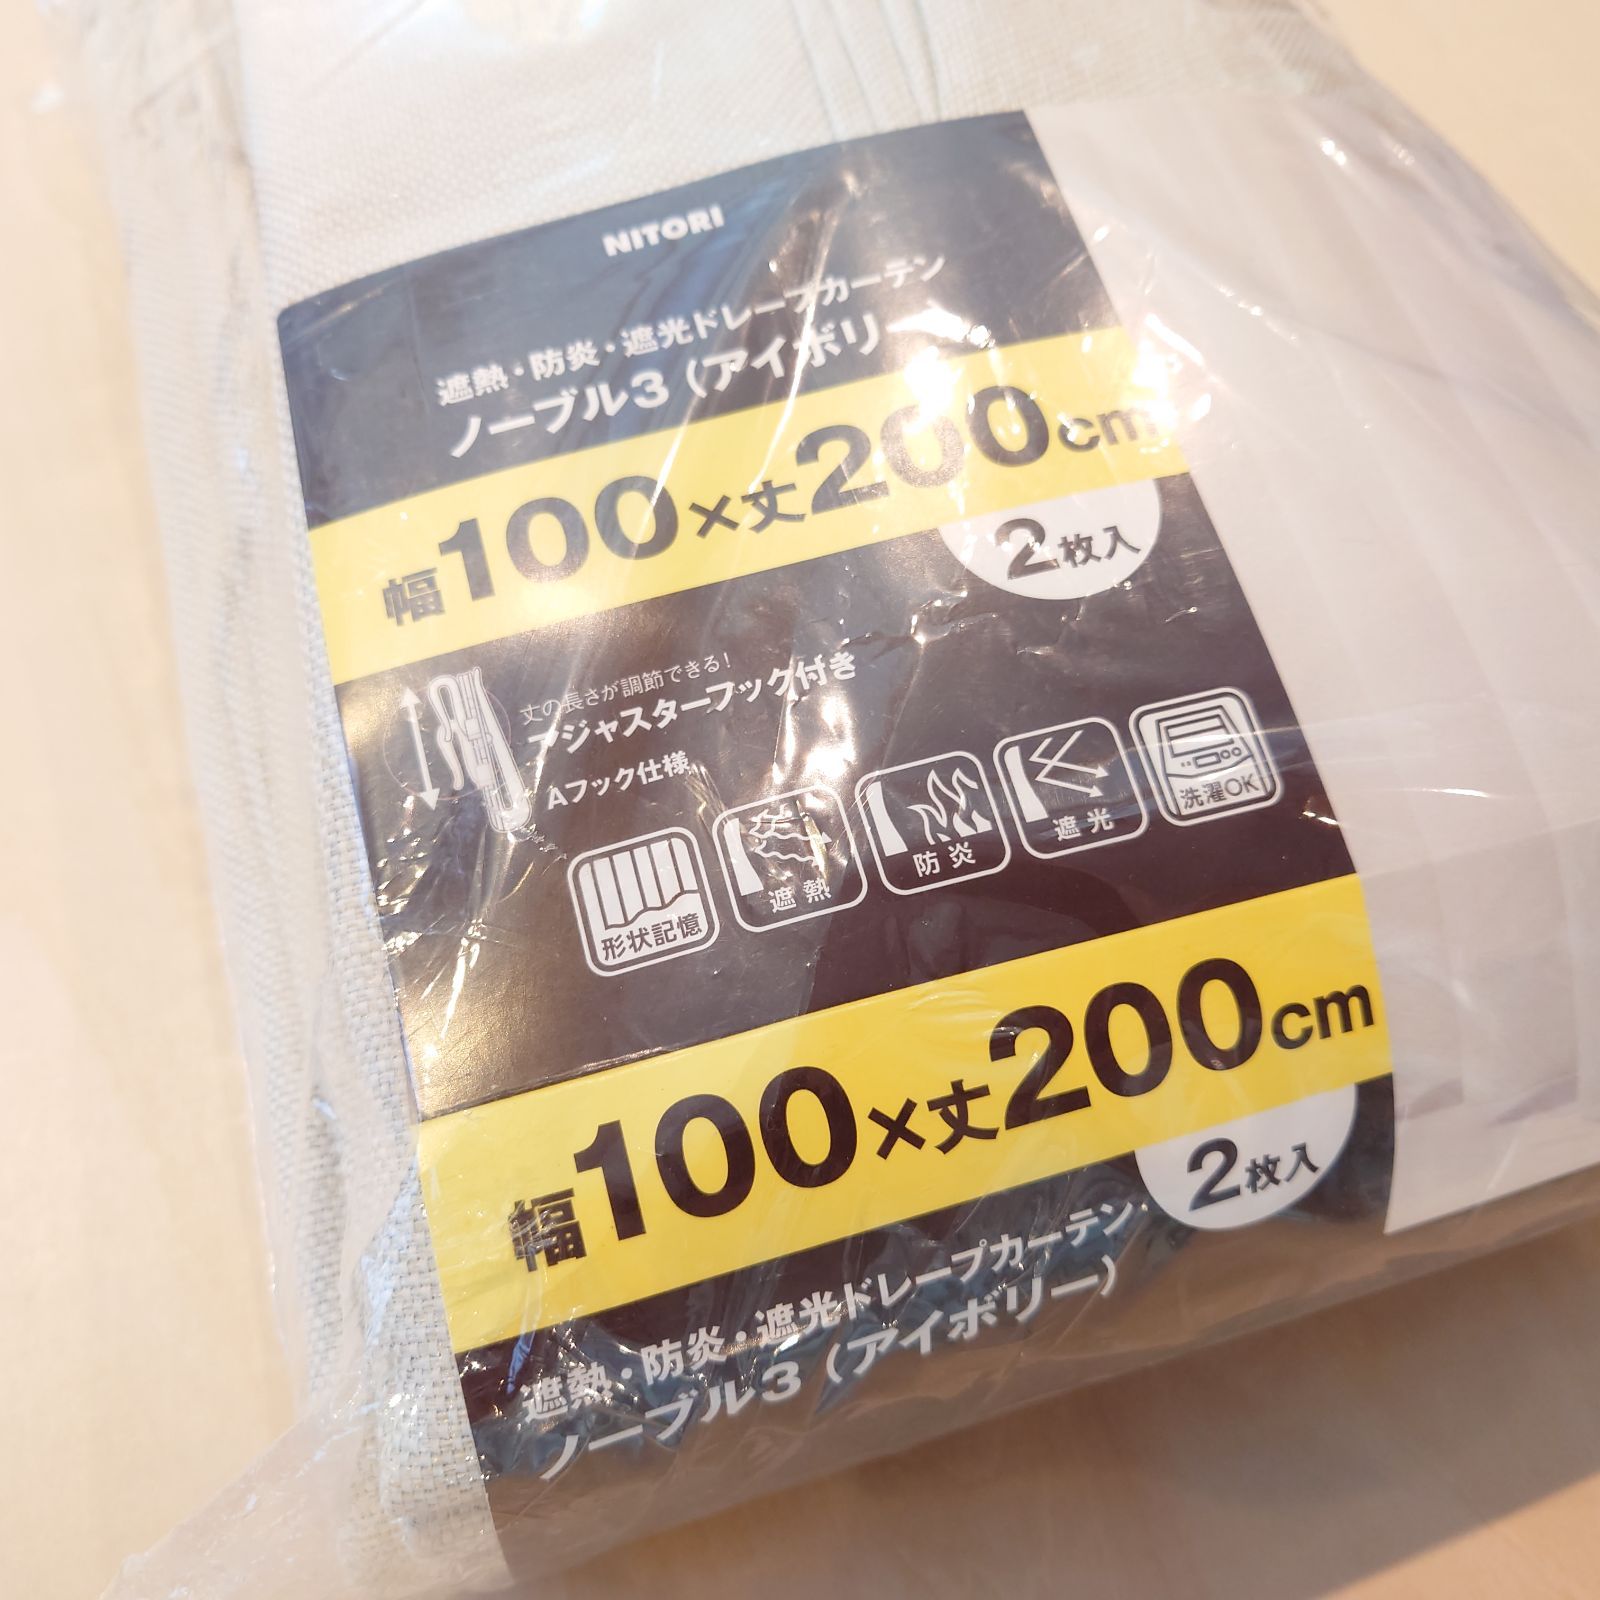 NITORI
遮熱・防炎・遮光ドレープカーテン
ノーブル3（アイボリー
幅100×丈200cm
2枚入
丈の長さが調節できる！
アジャスターフック付き
Aフック仕様
形状記憶
遮熱
防炎
遮光
洗濯OK
幅100×丈200cm
2枚入
遮熱・防炎・遮光ドレープカーテン
ノーブル3（アイボリー）